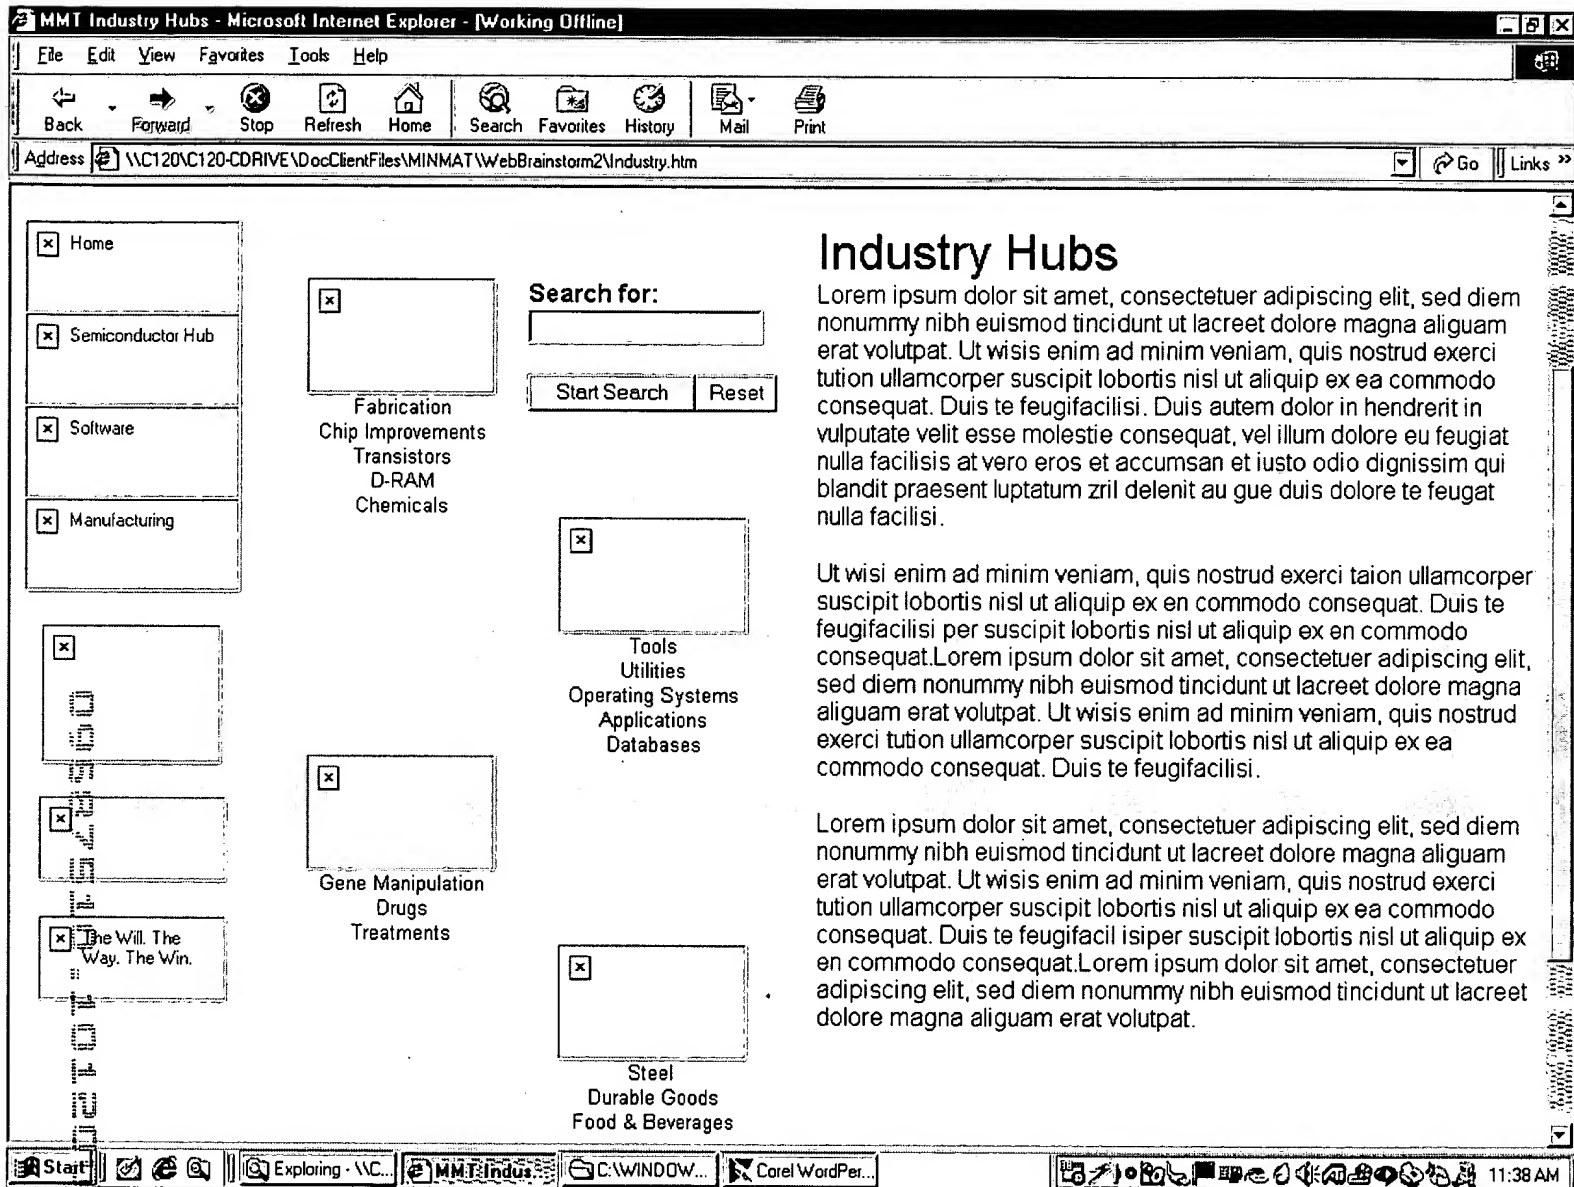 MMT Industry Hubs - Microsoft Internet Explorer - [Working Offline]
File Edit View Favorites Tools Help
Back Forward Stop Refresh Home Search Favorites History Mail Print
Address \\C120\C120-CDRIVE\DocClientFiles\MINMAT\WebBrainstorm2\Industry.htm Go Links »
Home
Semiconductor Hub
Software
Manufacturing
The Will. The
Way. The Win.
Fabrication
Chip Improvements
Transistors
D-RAM
Chemicals
Search for:
Start Search Reset
Tools
Utilities
Operating Systems
Applications
Databases
Gene Manipulation
Drugs
Treatments
Steel
Durable Goods
Food & Beverages
Industry Hubs
Lorem ipsum dolor sit amet, consectetuer adipiscing elit, sed diem
nonummy nibh euismod tincidunt ut lacreet dolore magna aliguam
erat volutpat. Ut wisis enim ad minim veniam, quis nostrud exerci
tution ullamcorper suscipit lobortis nisl ut aliquip ex ea commodo
consequat. Duis te feugifacilisi. Duis autem dolor in hendrerit in
vulputate velit esse molestie consequat, vel illum dolore eu feugiat
nulla facilisis at vero eros et accumsan et iusto odio dignissim qui
blandit praesent luptatum zril delenit au gue duis dolore te feugat
nulla facilisi.
Ut wisi enim ad minim veniam, quis nostrud exerci taion ullamcorper
suscipit lobortis nisl ut aliquip ex en commodo consequat. Duis te
feugifacilisi per suscipit lobortis nisl ut aliquip ex en commodo
consequat.Lorem ipsum dolor sit amet, consectetuer adipiscing elit,
sed diem nonummy nibh euismod tincidunt ut lacreet dolore magna
aliguam erat volutpat. Ut wisis enim ad minim veniam, quis nostrud
exerci tution ullamcorper suscipit lobortis nisl ut aliquip ex ea
commodo consequat. Duis te feugifacilisi.
Lorem ipsum dolor sit amet, consectetuer adipiscing elit, sed diem
nonummy nibh euismod tincidunt ut lacreet dolore magna aliguam
erat volutpat. Ut wisis enim ad minim veniam, quis nostrud exerci
tution ullamcorper suscipit lobortis nisl ut aliquip ex ea commodo
consequat. Duis te feugifacil isiper suscipit lobortis nisl ut aliquip ex
en commodo consequat.Lorem ipsum dolor sit amet, consectetuer
adipiscing elit, sed diem nonummy nibh euismod tincidunt ut lacreet
dolore magna aliguam erat volutpat.
Start Exploring - \\C... MMT Indus... C:\WINDOW... Corel WordPer... 11:38 AM